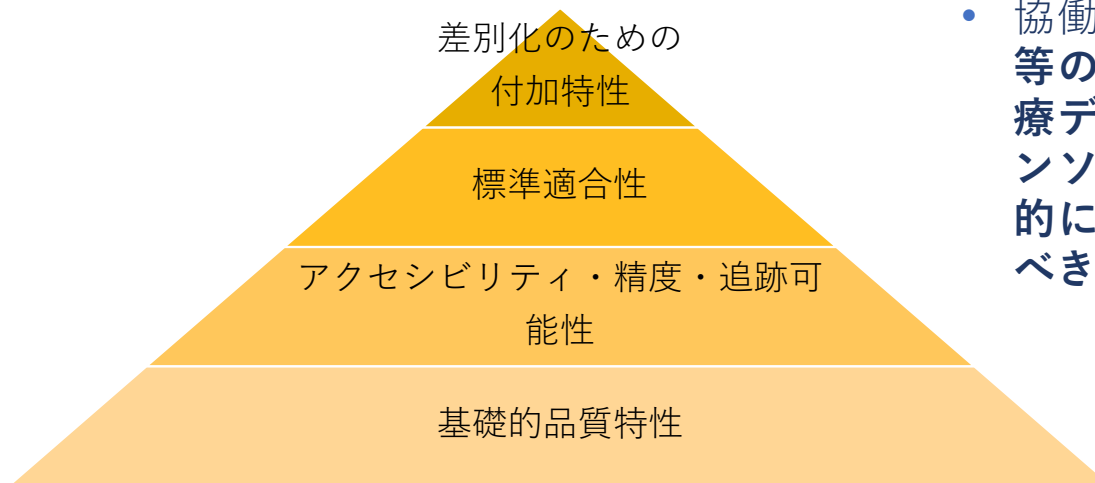 差別化のための
付加特性
標準適合性
アクセシビリティ・精度・追跡可
能性
基礎的品質特性
• 協働
等の
療デ
ンソ
的に
べき